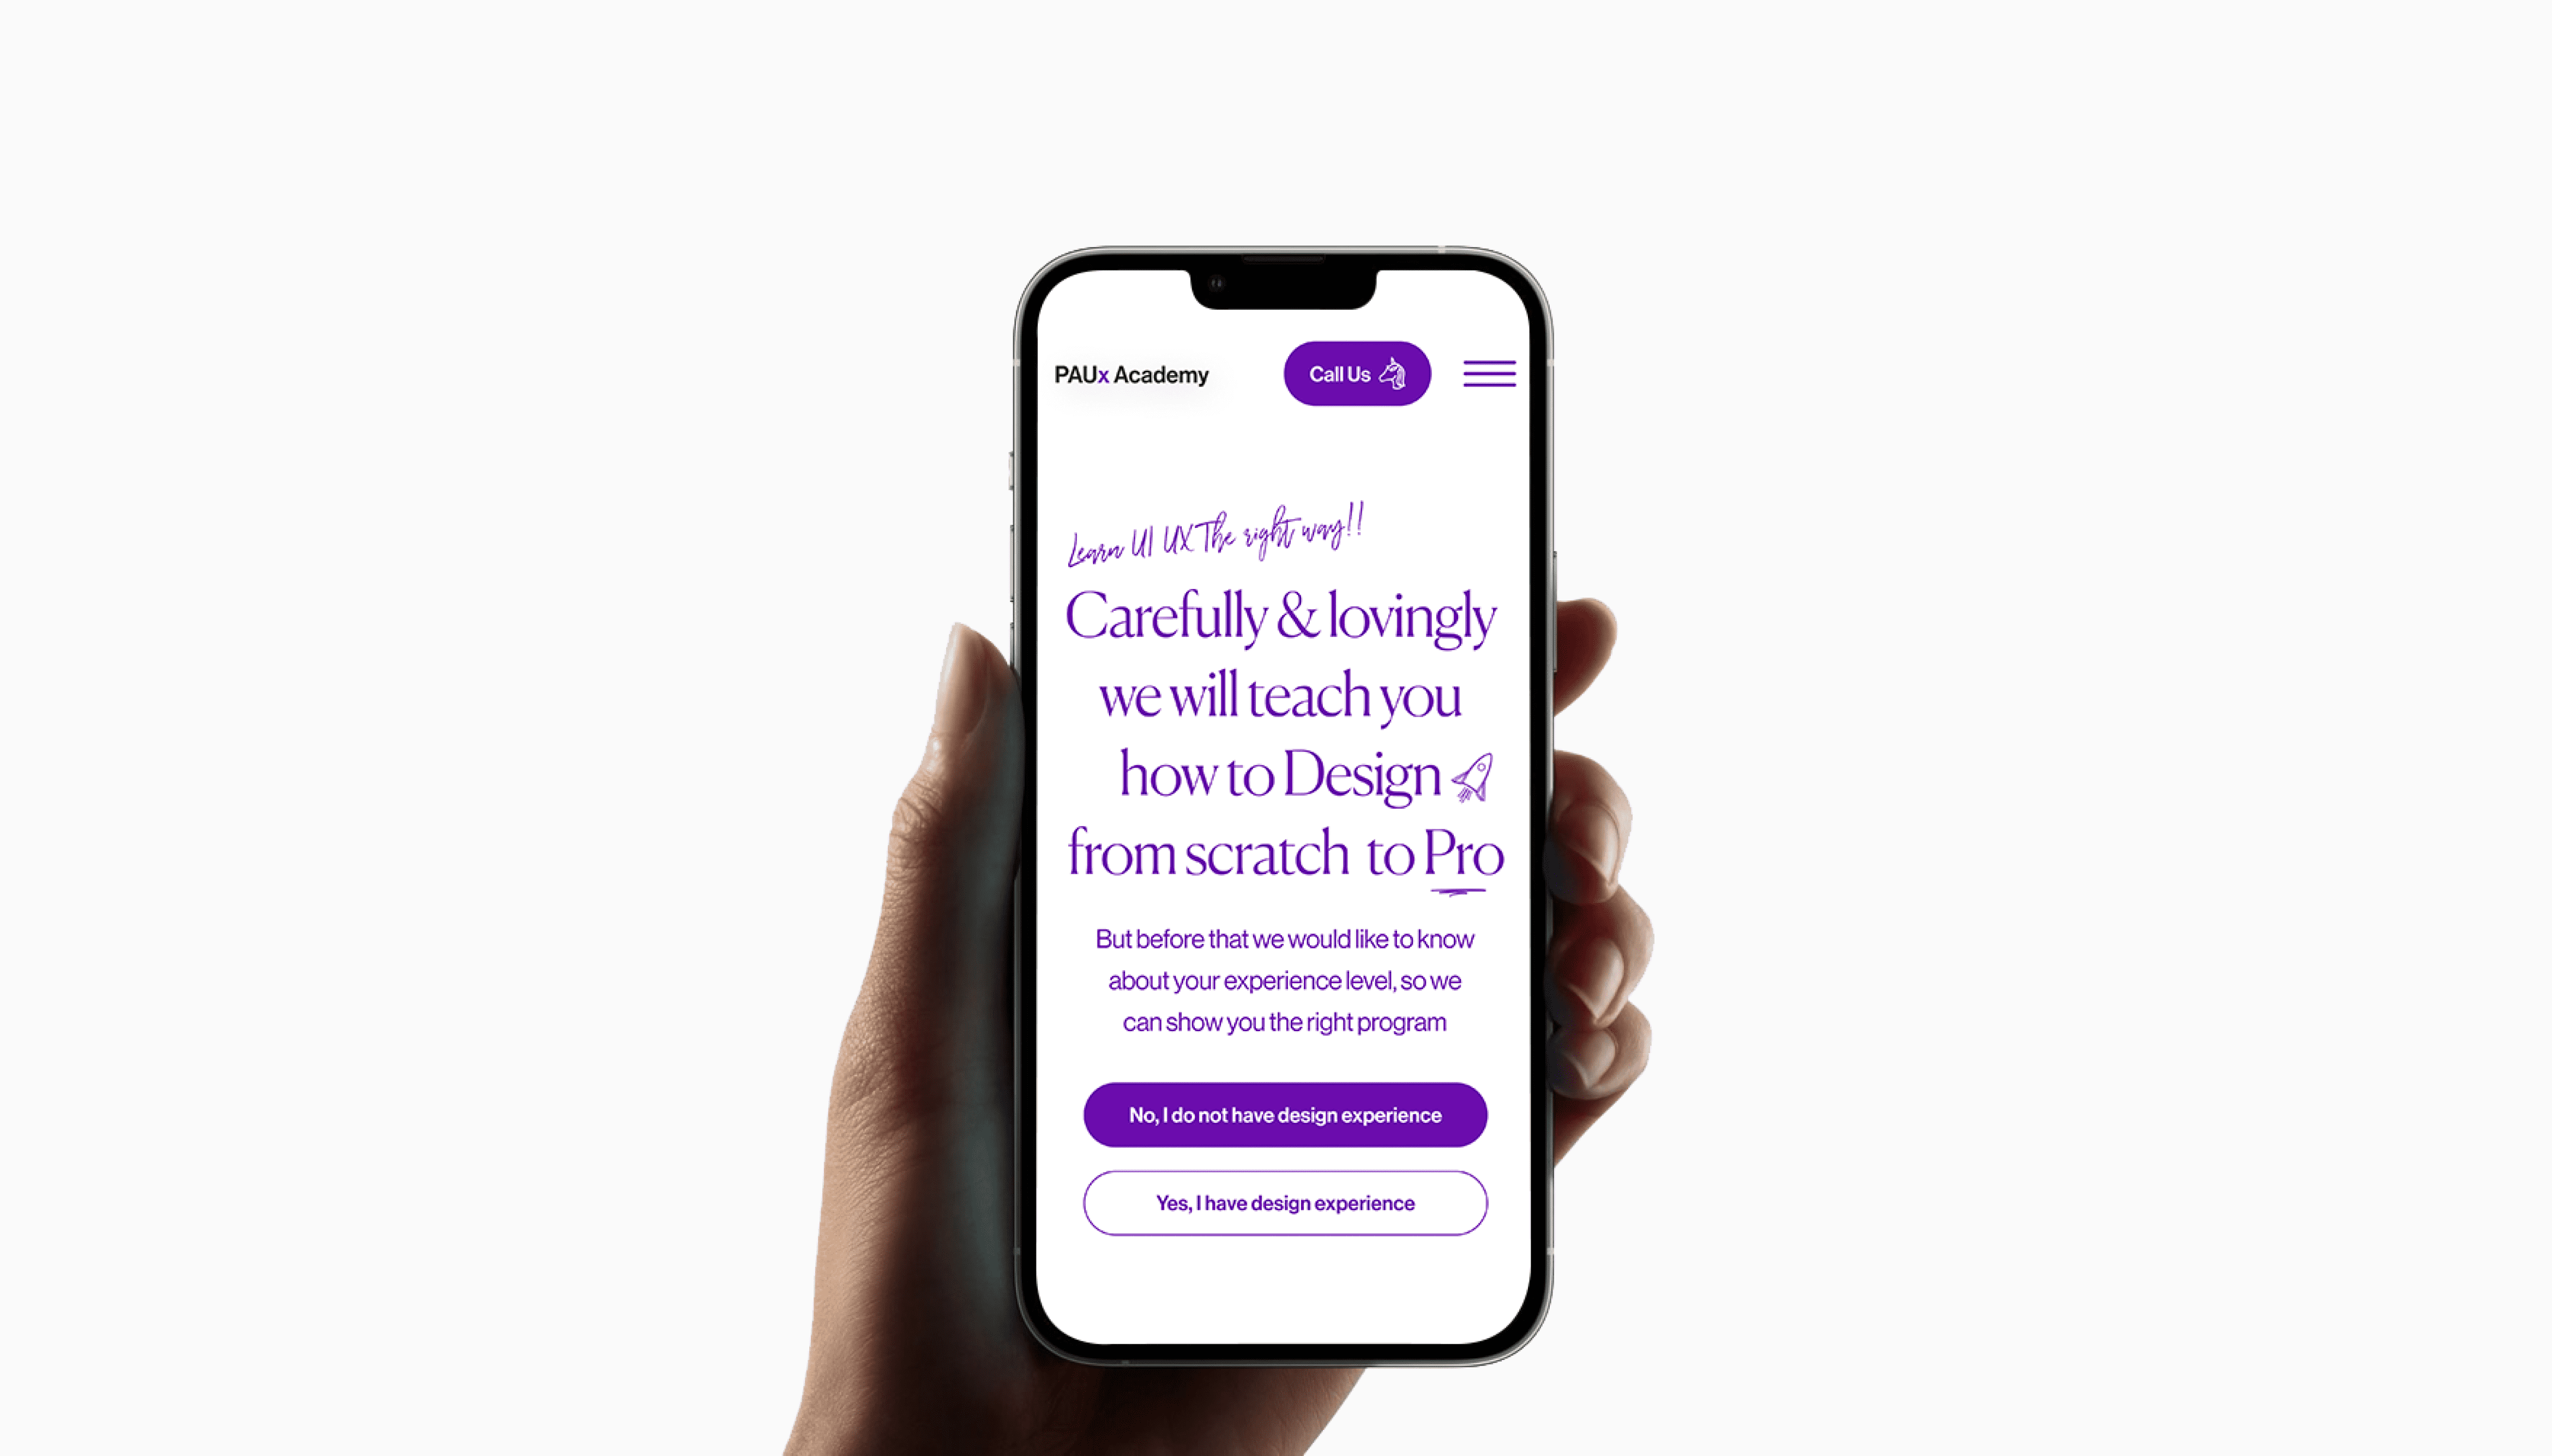 PAUx Academy
Call Us
Learn UI UX The right way!!
Carefully & lovingly
we will teach you
how to Design
from scratch to Pro
But before that we would like to know
about your experience level, so we
can show you the right program
No, I do not have design experience
Yes, I have design experience